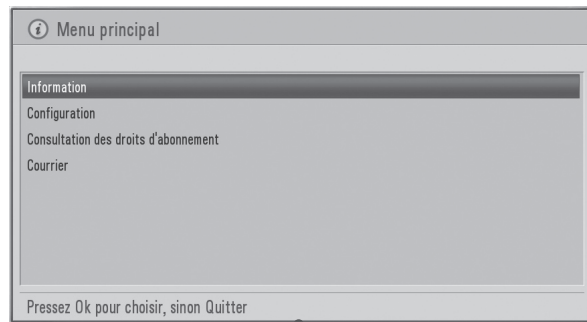 Menu principal
Information
Configuration
Consultation des droits d'abonnement
Courrier
Pressez Ok pour choisir, sinon Quitter